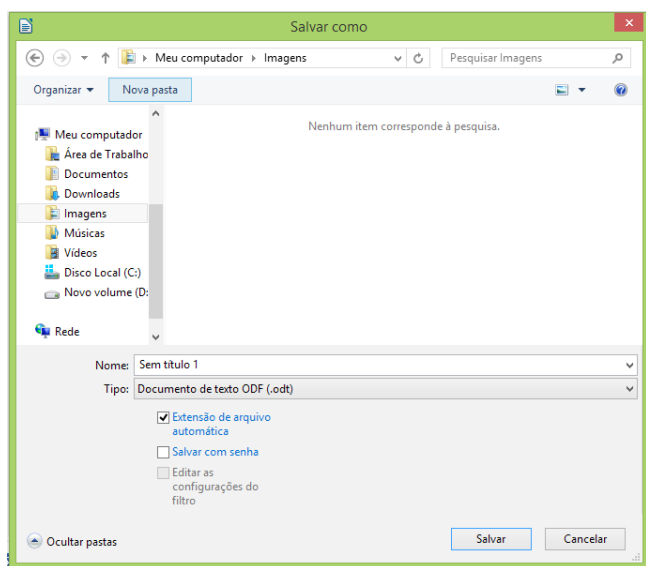 Salvar como
Meu computador Imagens
Pesquisar Imagens
Organizar
Nova pasta
Nenhum item corresponde à pesquisa.
Meu computador
Área de Trabalho
Documentos
Downloads
Imagens
Músicas
Vídeos
Disco Local (C:)
Novo volume (D:
Rede
Nome: Sem título 1
Tipo: Documento de texto ODF (.odt)
Extensão de arquivo
automática
Salvar com senha
Editar as
configurações do
filtro
Ocultar pastas
Salvar
Cancelar